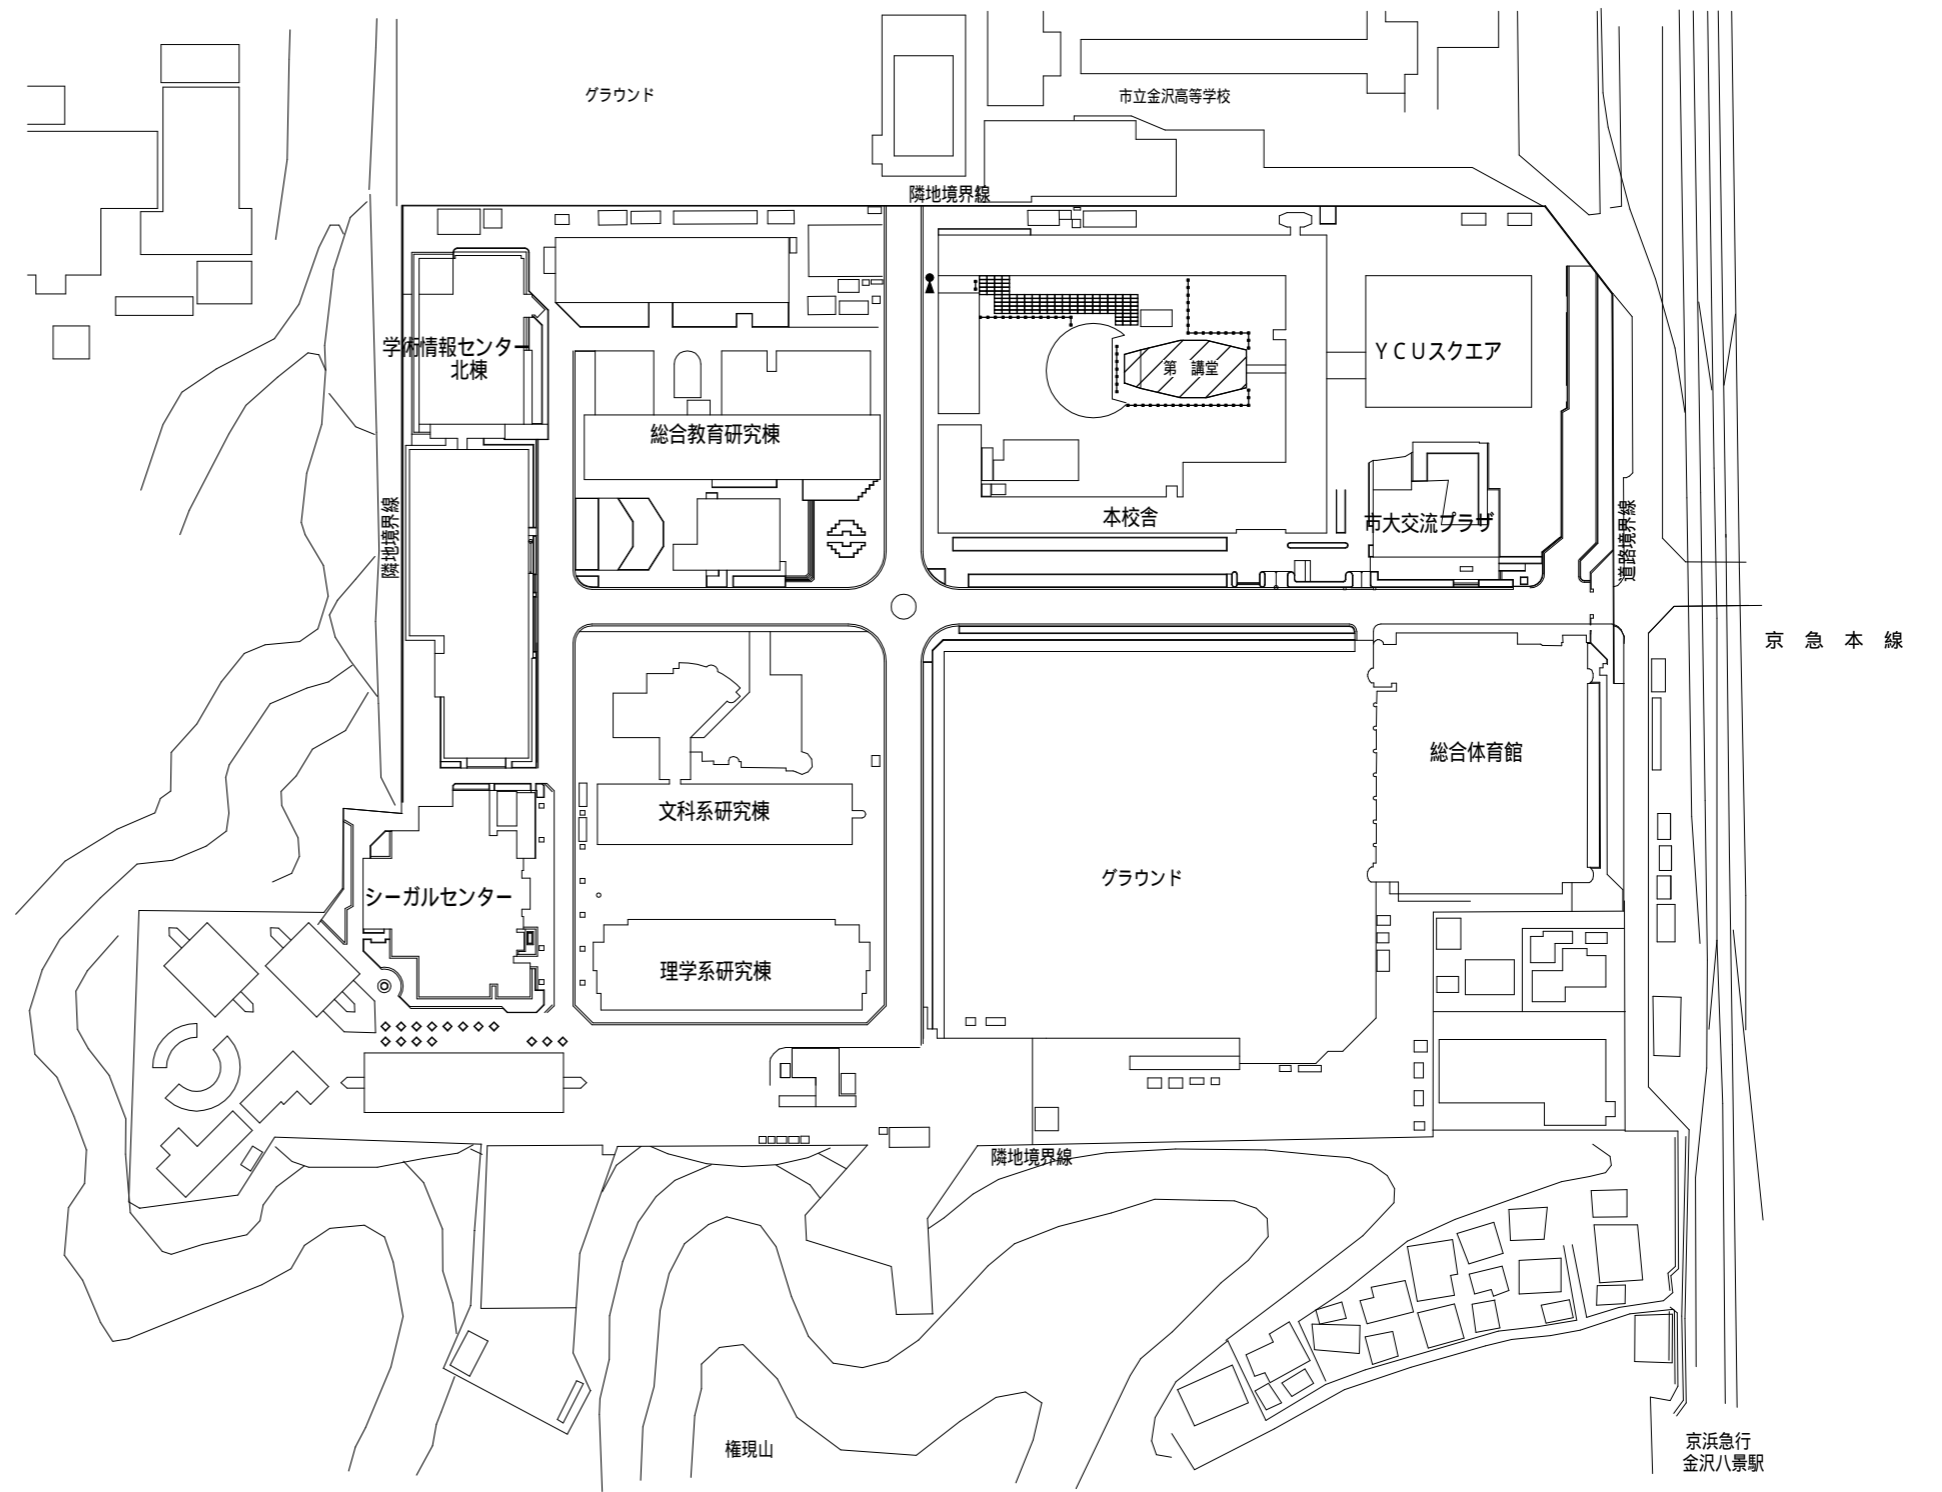 グラウンド
市立金沢高等学校
隣地境界線
学術情報センター
北棟
第　講堂
ＹＣＵスクエア
総合教育研究棟
本校舎
市大交流プラザ
隣地境界線
道路境界線
京 急 本 線
総合体育館
文科系研究棟
グラウンド
シーガルセンター
理学系研究棟
隣地境界線
権現山
京浜急行
金沢八景駅